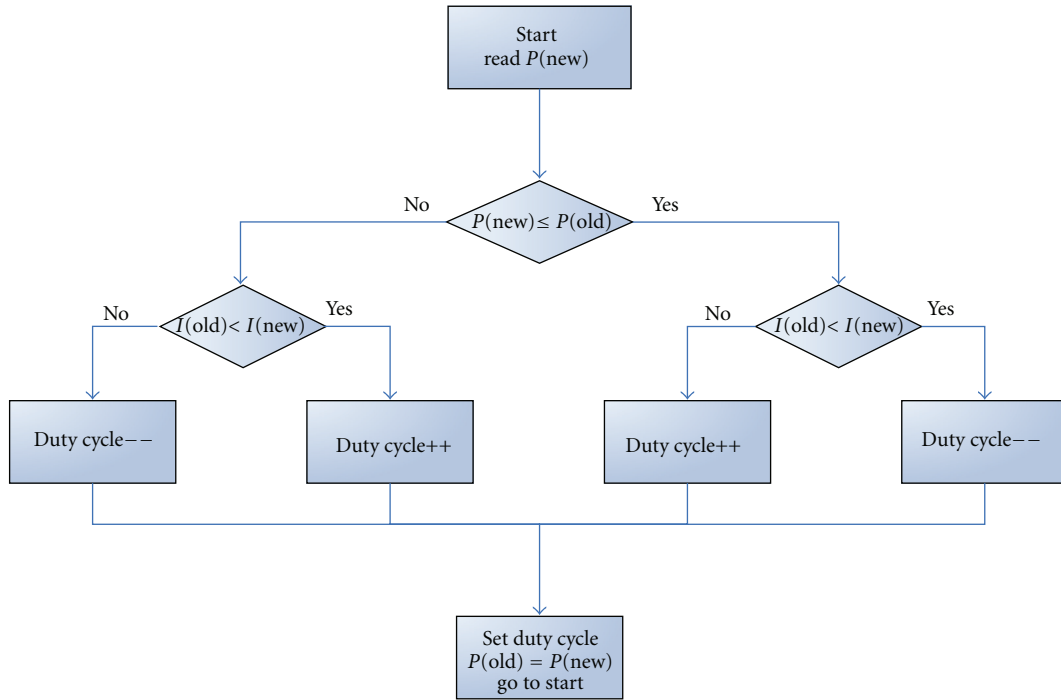 Start
read P(new)
No
P(new)≤ P(old)
Yes
No
I(old)< I(new)
Yes
No
I(old)< I(new)
Yes
Duty cycle−−
Duty cycle++
Duty cycle++
Duty cycle−−
Set duty cycle
P(old) = P(new)
go to start